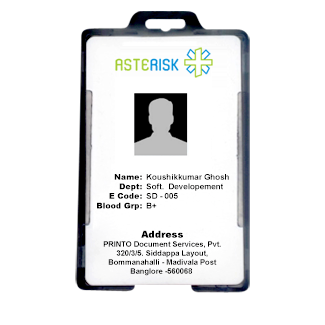 ASTERISK
Name: Koushikkumar Ghosh
Dept: Soft. Developement
E Code: SD - 005
Blood Grp: B+
Address
PRINTO Document Services, Pvt.
320/3/5. Siddappa Layout,
Bommanahalli - Madivala Post
Banglore -560068